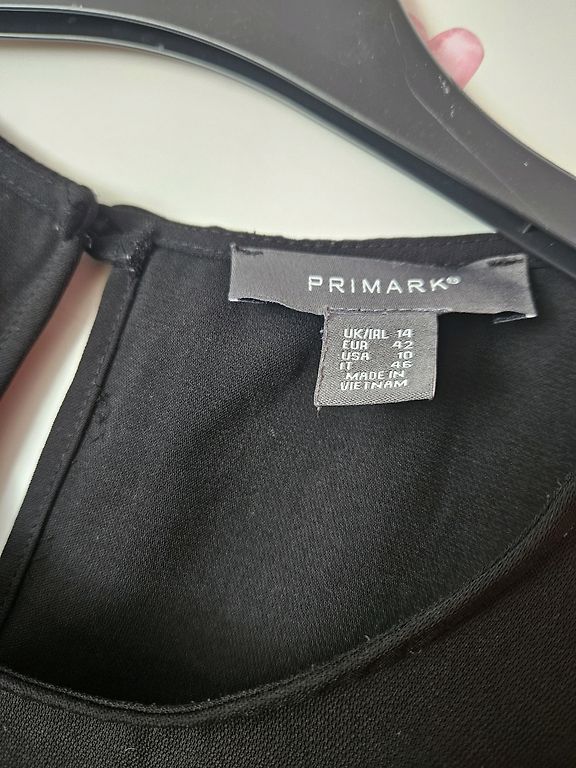 PRIMARK®
UK/IRL 14
EUR 42
USA 10
IT 46
MADE IN
VIETNAM